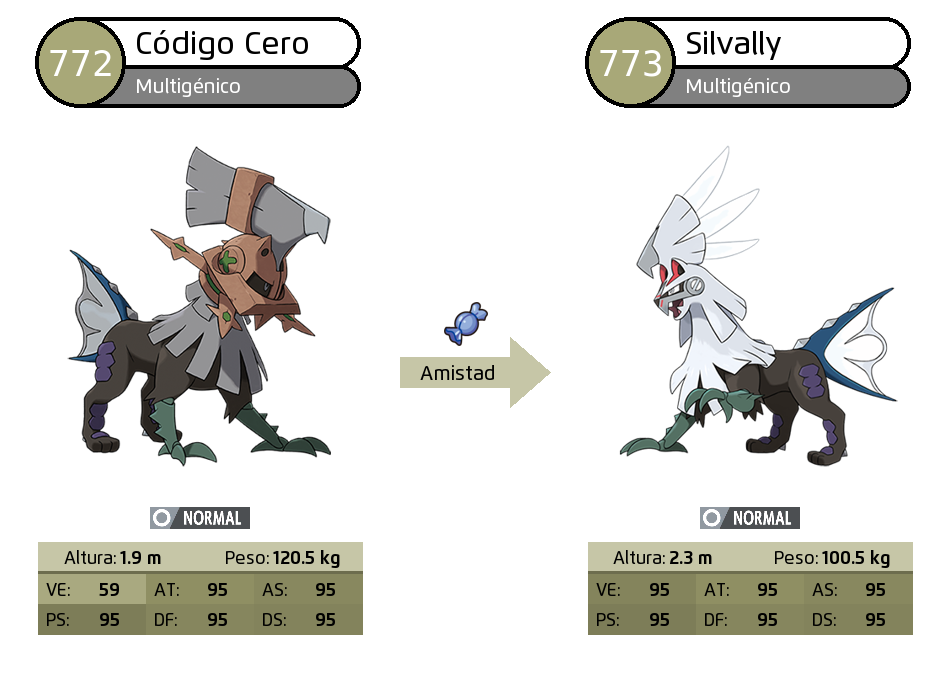 772 Código Cero
Multigénico
773 Silvally
Multigénico
Amistad
NORMAL
Altura: 1.9 m Peso: 120.5 kg
VE: 59 AT: 95 AS: 95
PS: 95 DF: 95 DS: 95
NORMAL
Altura: 2.3 m Peso: 100.5 kg
VE: 95 AT: 95 AS: 95
PS: 95 DF: 95 DS: 95